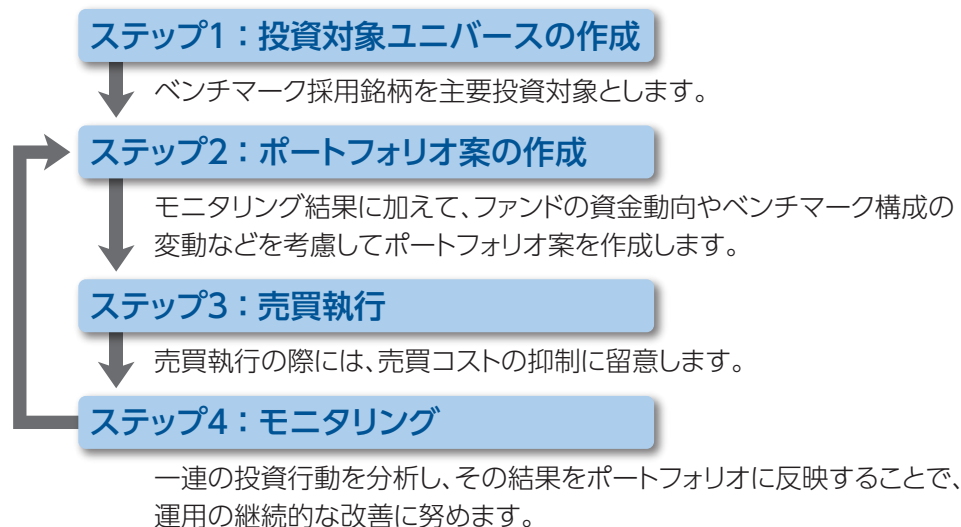 ステップ1：投資対象ユニバースの作成
ベンチマーク採用銘柄を主要投資対象とします。
ステップ2：ポートフォリオ案の作成
モニタリング結果に加えて、ファンドの資金動向やベンチマーク構成の
変動などを考慮してポートフォリオ案を作成します。
ステップ3：売買執行
売買執行の際には、売買コストの抑制に留意します。
ステップ4：モニタリング
一連の投資行動を分析し、その結果をポートフォリオに反映することで、
運用の継続的な改善に努めます。